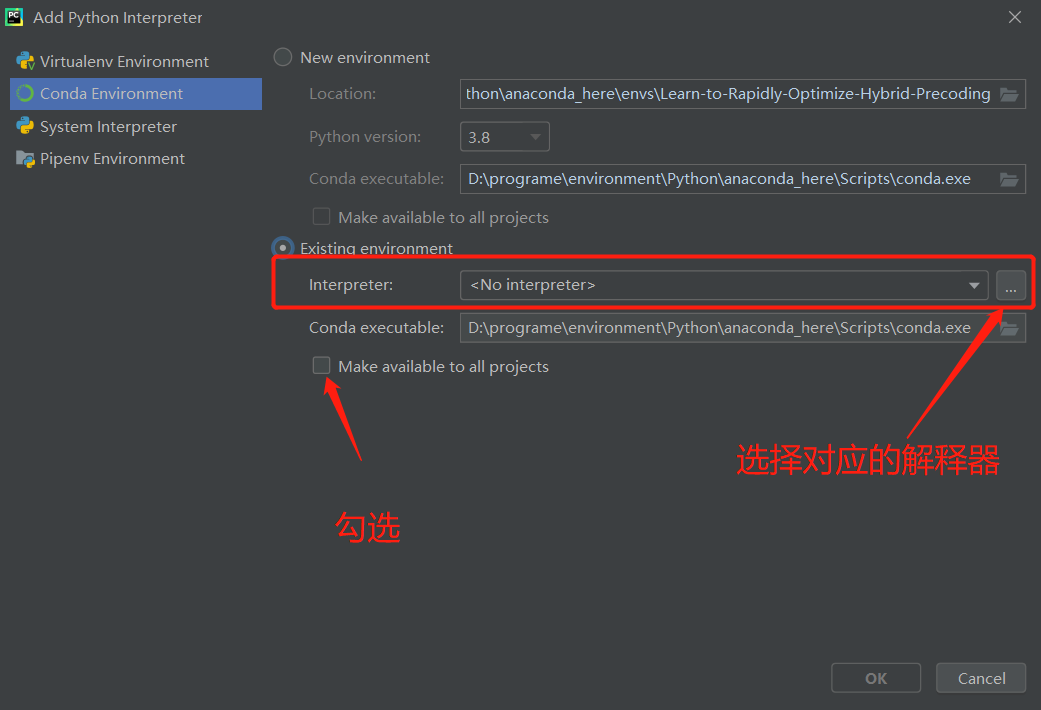 PC
Add Python Interpreter
Virtualenv Environment
Conda Environment
System Interpreter
Pipenv Environment
New environment
Location: thon\anaconda_here\envs\Learn-to-Rapidly-Optimize-Hybrid-Precoding
Python version: 3.8
Conda executable: D:\programe\environment\Python\anaconda_here\Scripts\conda.exe
Make available to all projects
Existing environment
Interpreter: <No interpreter> ...
Conda executable: D:\programe\environment\Python\anaconda_here\Scripts\conda.exe
Make available to all projects
选择对应的解释器
勾选
OK Cancel